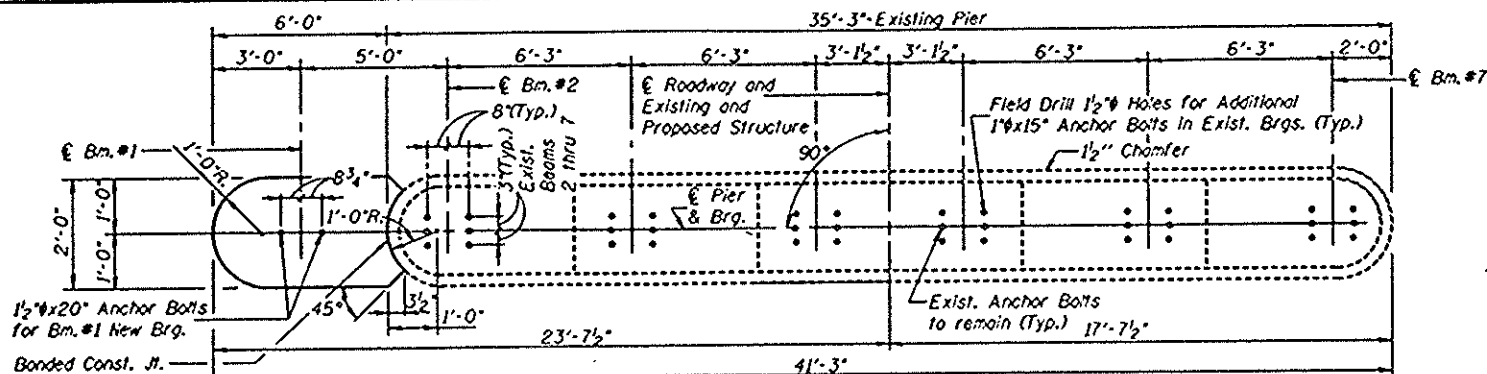 6'-0"
35'-3"-Existing Pier
3'-0"
5'-0"
6'-3"
6'-3"
3'-1½"
3'-1½"
6'-3"
6'-3"
2'-0"
℄ Bm. #2
℄ Roadway and
Existing and
Proposed Structure
℄ Bm. #7
8"(Typ.)
Field Drill 1½"ϕ Holes for Additional
1"ϕx15" Anchor Bolts in Exist. Brgs. (Typ.)
1½" Chamfer
℄ Bm. #1
1'-0"R.
8¾"
3"(Typ.)
Exist.
Beams
2 thru 7
90°
2'-0"
1'-0"
1'-0"
1'-0"R.
℄ Pier
& Brg.
1½"ϕx20" Anchor Bolts
for Bm. #1 New Brg.
45°
3½"
1'-0"
Exist. Anchor Bolts
to remain (Typ.)
23'-7½"
17'-7½"
Bonded Const. Jt.
41'-3"